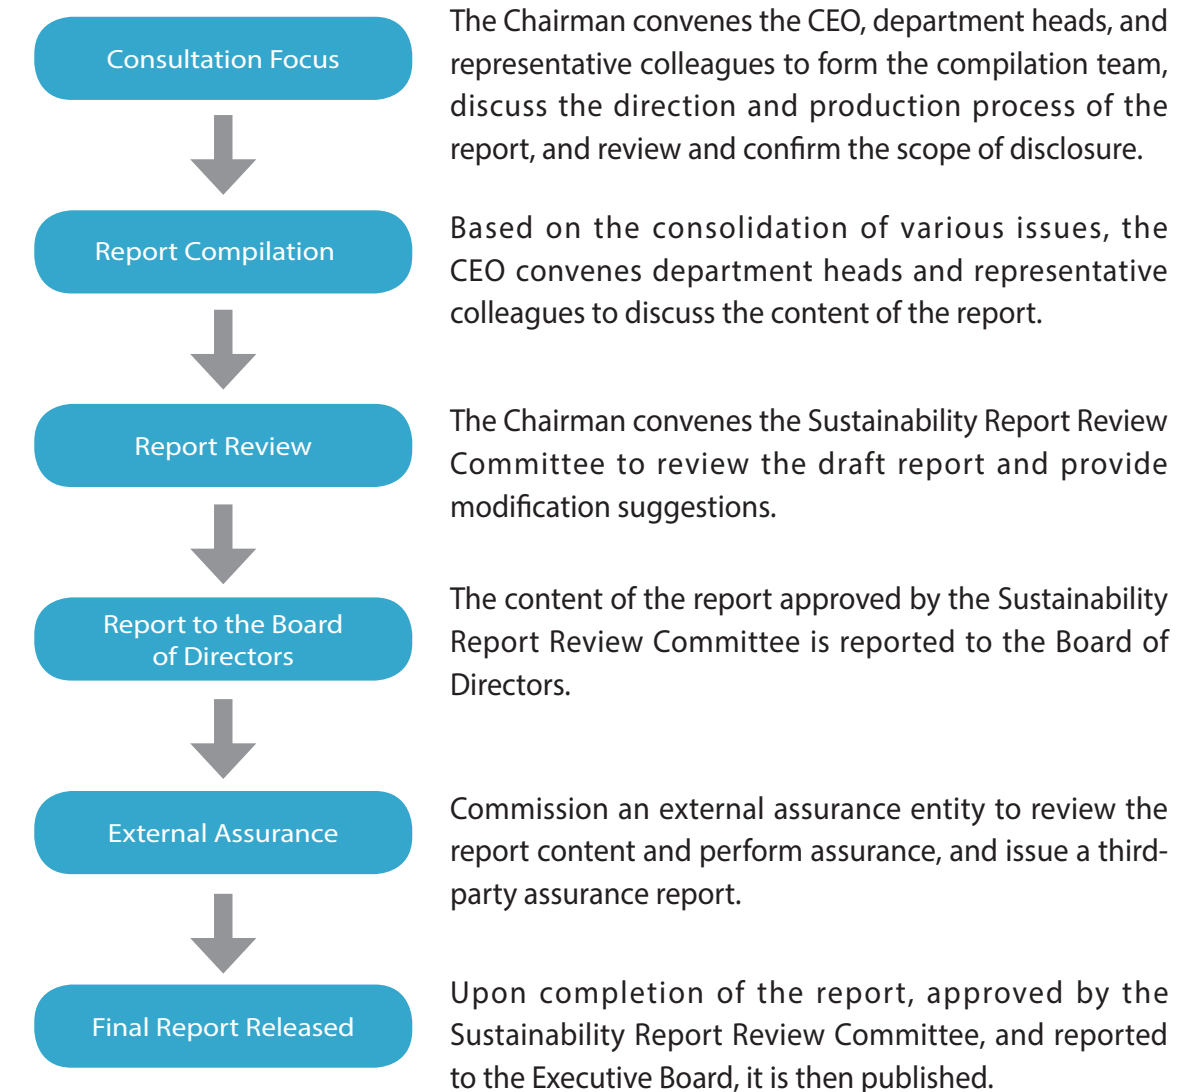 Consultation Focus
The Chairman convenes the CEO, department heads, and
representative colleagues to form the compilation team,
discuss the direction and production process of the
report, and review and confirm the scope of disclosure.
Report Compilation
Based on the consolidation of various issues, the
CEO convenes department heads and representative
colleagues to discuss the content of the report.
Report Review
The Chairman convenes the Sustainability Report Review
Committee to review the draft report and provide
modification suggestions.
Report to the Board
of Directors
The content of the report approved by the Sustainability
Report Review Committee is reported to the Board of
Directors.
External Assurance
Commission an external assurance entity to review the
report content and perform assurance, and issue a third-
party assurance report.
Final Report Released
Upon completion of the report, approved by the
Sustainability Report Review Committee, and reported
to the Executive Board, it is then published.